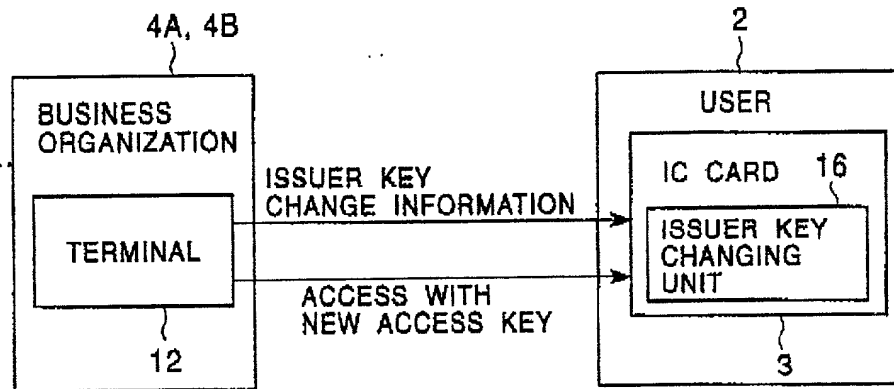 4A, 4B
2
BUSINESS
ORGANIZATION
USER
IC CARD
16
ISSUER KEY
CHANGE INFORMATION
TERMINAL
ISSUER KEY
CHANGING
UNIT
ACCESS WITH
NEW ACCESS KEY
12
3